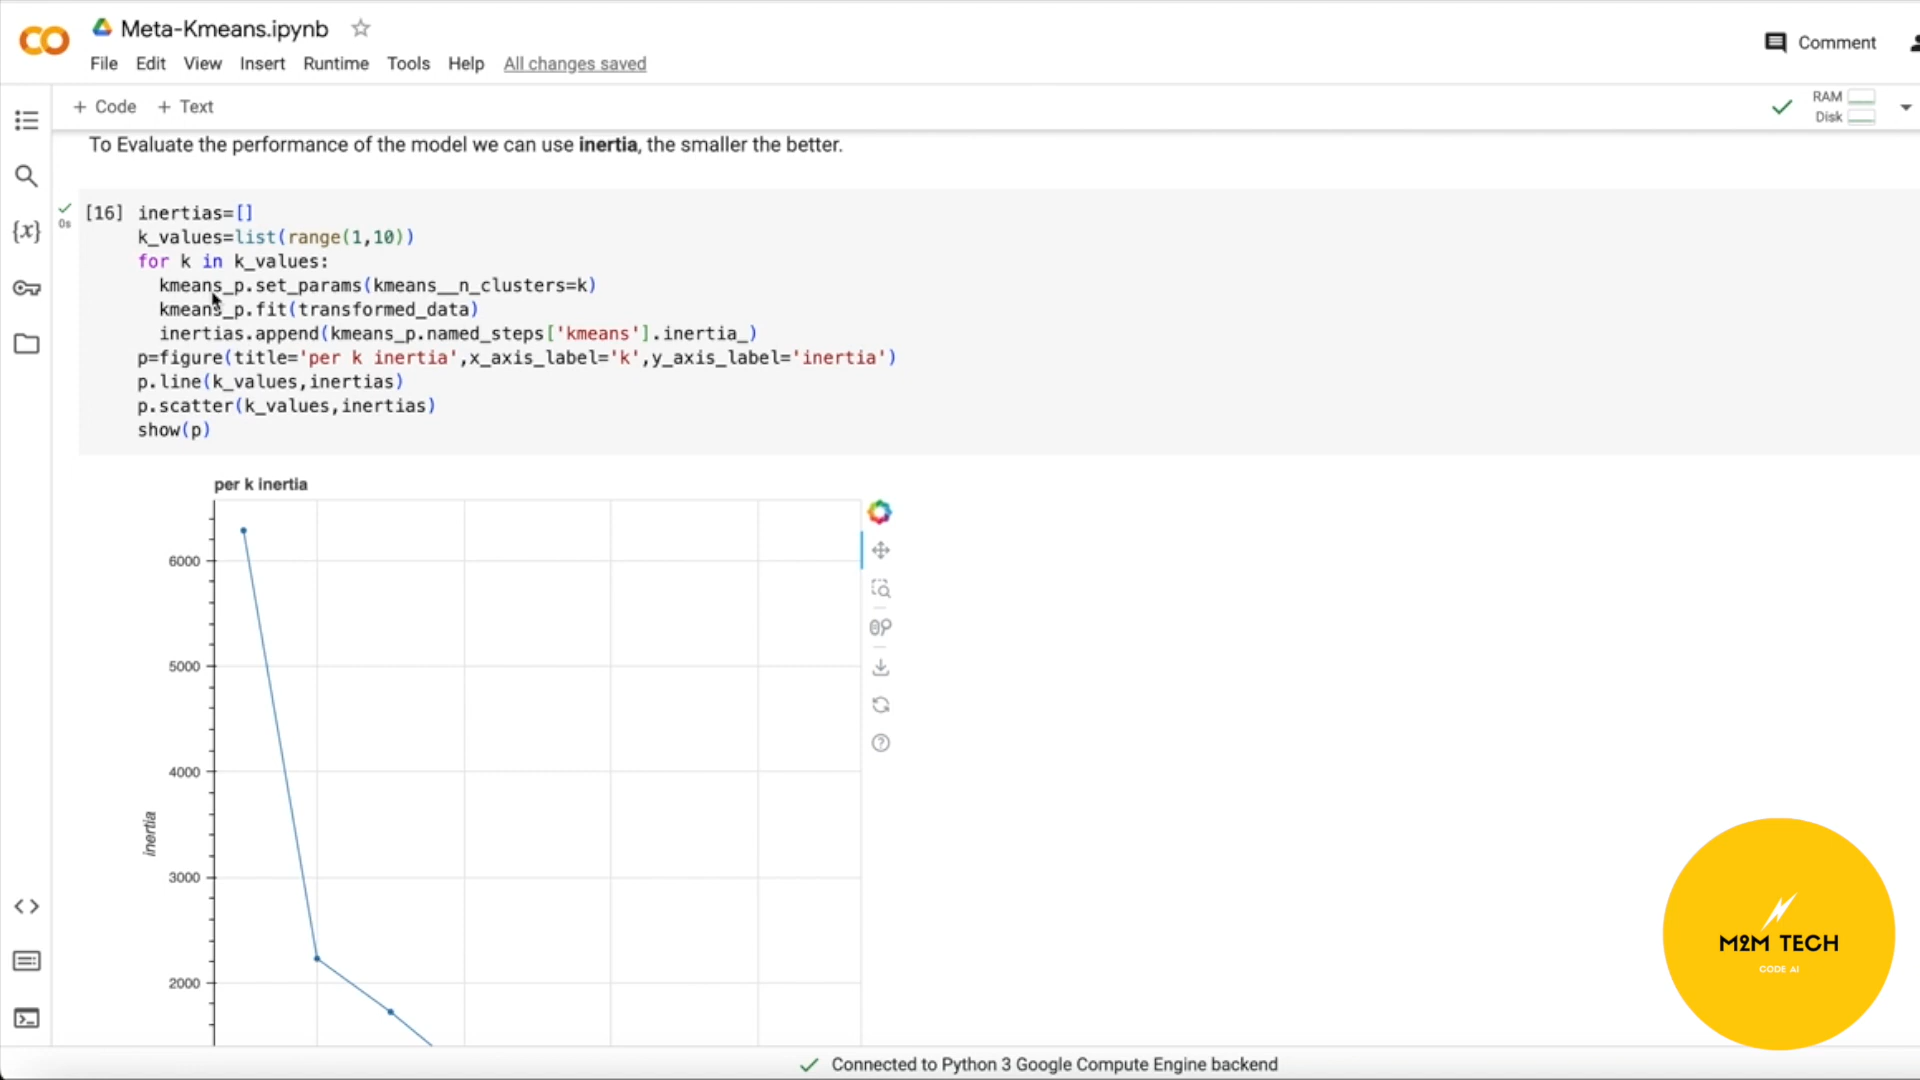 Meta-Kmeans.ipynb
Comment
File Edit View Insert Runtime Tools Help All changes saved
+ Code + Text
RAM
Disk
To Evaluate the performance of the model we can use inertia, the smaller the better.
0s
[16] inertias=[]
k_values=list(range(1,10))
for k in k_values:
kmeans_p.set_params(kmeans__n_clusters=k)
kmeans_p.fit(transformed_data)
inertias.append(kmeans_p.named_steps['kmeans'].inertia_)
p=figure(title='per k inertia',x_axis_label='k',y_axis_label='inertia')
p.line(k_values,inertias)
p.scatter(k_values,inertias)
show(p)
per k inertia
6000
5000
4000
inertia
3000
2000
M2M TECH
CODE AI
Connected to Python 3 Google Compute Engine backend